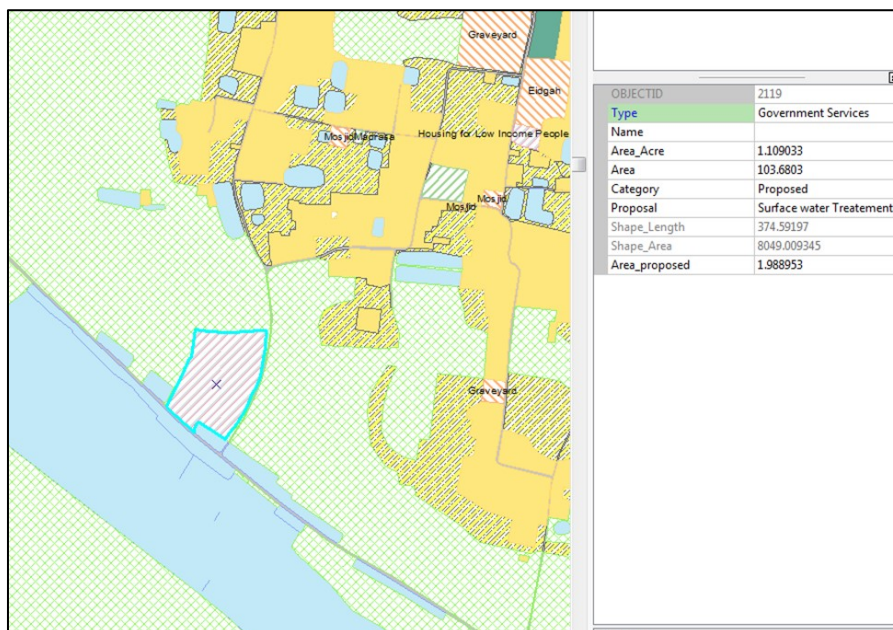 Graveyard
Eidgah
Mosjid
Madrasa
Housing for Low Income People
Mosjid
Mosjid
Graveyard
OBJECTID 2119
Type Government Services
Name
Area_Acre 1.109033
Area 103.6803
Category Proposed
Proposal Surface water Treatement
Shape_Length 374.59197
Shape_Area 8049.009345
Area_proposed 1.988953